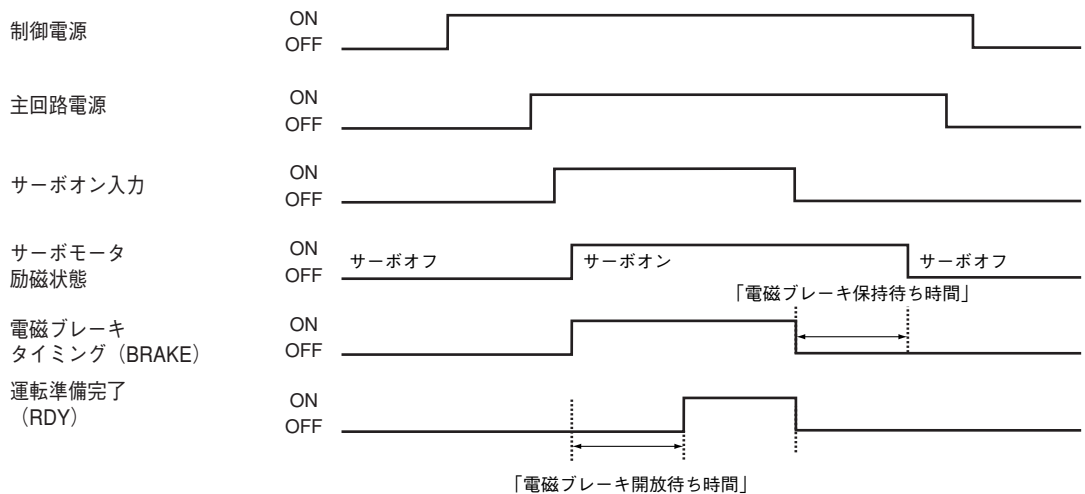 制御電源
ON
OFF
主回路電源
ON
OFF
サーボオン入力
ON
OFF
サーボモータ
励磁状態
ON
OFF
サーボオフ
サーボオン
サーボオフ
「電磁ブレーキ保持待ち時間」
電磁ブレーキ
タイミング（BRAKE）
ON
OFF
運転準備完了
（RDY）
ON
OFF
「電磁ブレーキ開放待ち時間」